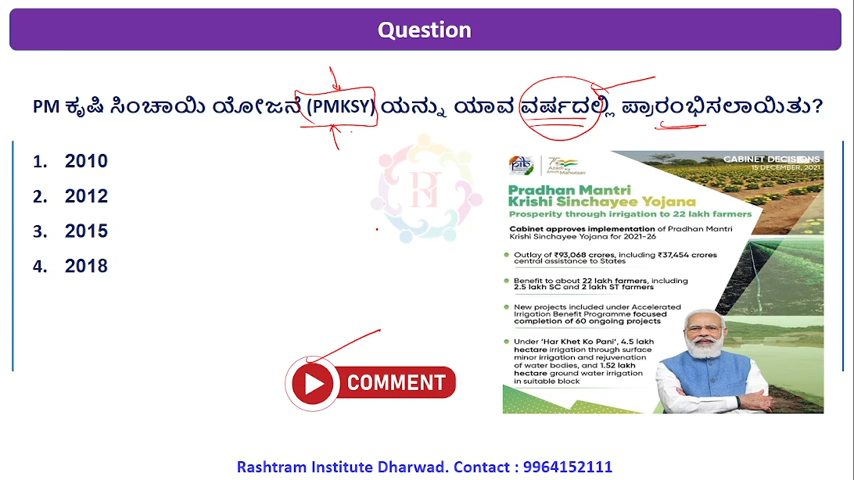 Question
PM ಕೃಷಿ ಸಿಂಚಾಯಿ ಯೋಜನೆ (PMKSY) ಯನ್ನು ಯಾವ ವರ್ಷದಲ್ಲಿ ಪ್ರಾರಂಭಿಸಲಾಯಿತು?
1. 2010
2. 2012
3. 2015
4. 2018
CABINET DECISIONS
15 DECEMBER, 2021
Pradhan Mantri
Krishi Sinchayee Yojana
Prosperity through irrigation to 22 lakh farmers
Cabinet approves implementation of Pradhan Mantri
Krishi Sinchayee Yojana for 2021-26
Outlay of ₹93,068 crores, including ₹37,454 crores
central assistance to States
Benefit to about 22 lakh farmers, including
2.5 lakh SC and 2 lakh ST farmers
New projects included under Accelerated
Irrigation Benefit Programme focused
completion of 60 ongoing projects
Under 'Har Khet Ko Pani', 4.5 lakh
hectare irrigation through surface
minor irrigation and rejuvenation
of water bodies, and 1.52 lakh
hectare ground water irrigation
in suitable block
COMMENT
Rashtram Institute Dharwad. Contact : 9964152111